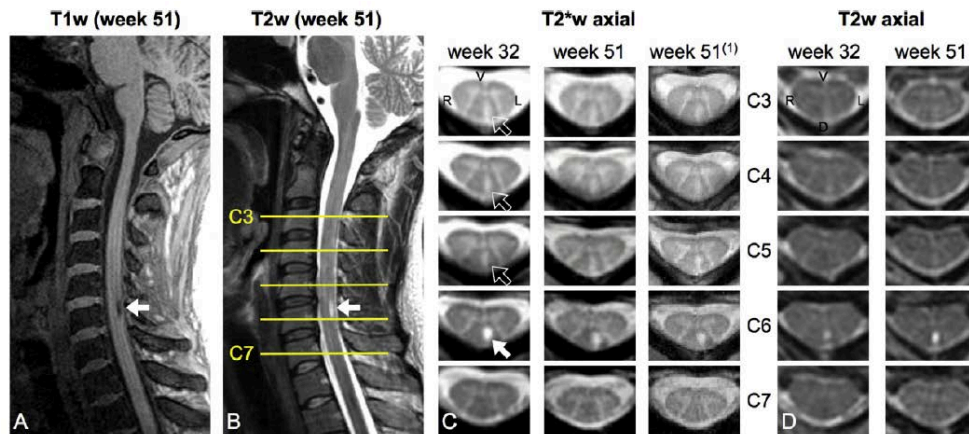 T1w (week 51)
T2w (week 51)
T2*w axial
T2w axial
week 32
week 51
week 51(1)
week 32
week 51
V
R
L
V
R
L
D
C3
C4
C5
C6
C7
C3
C7
A
B
C
D